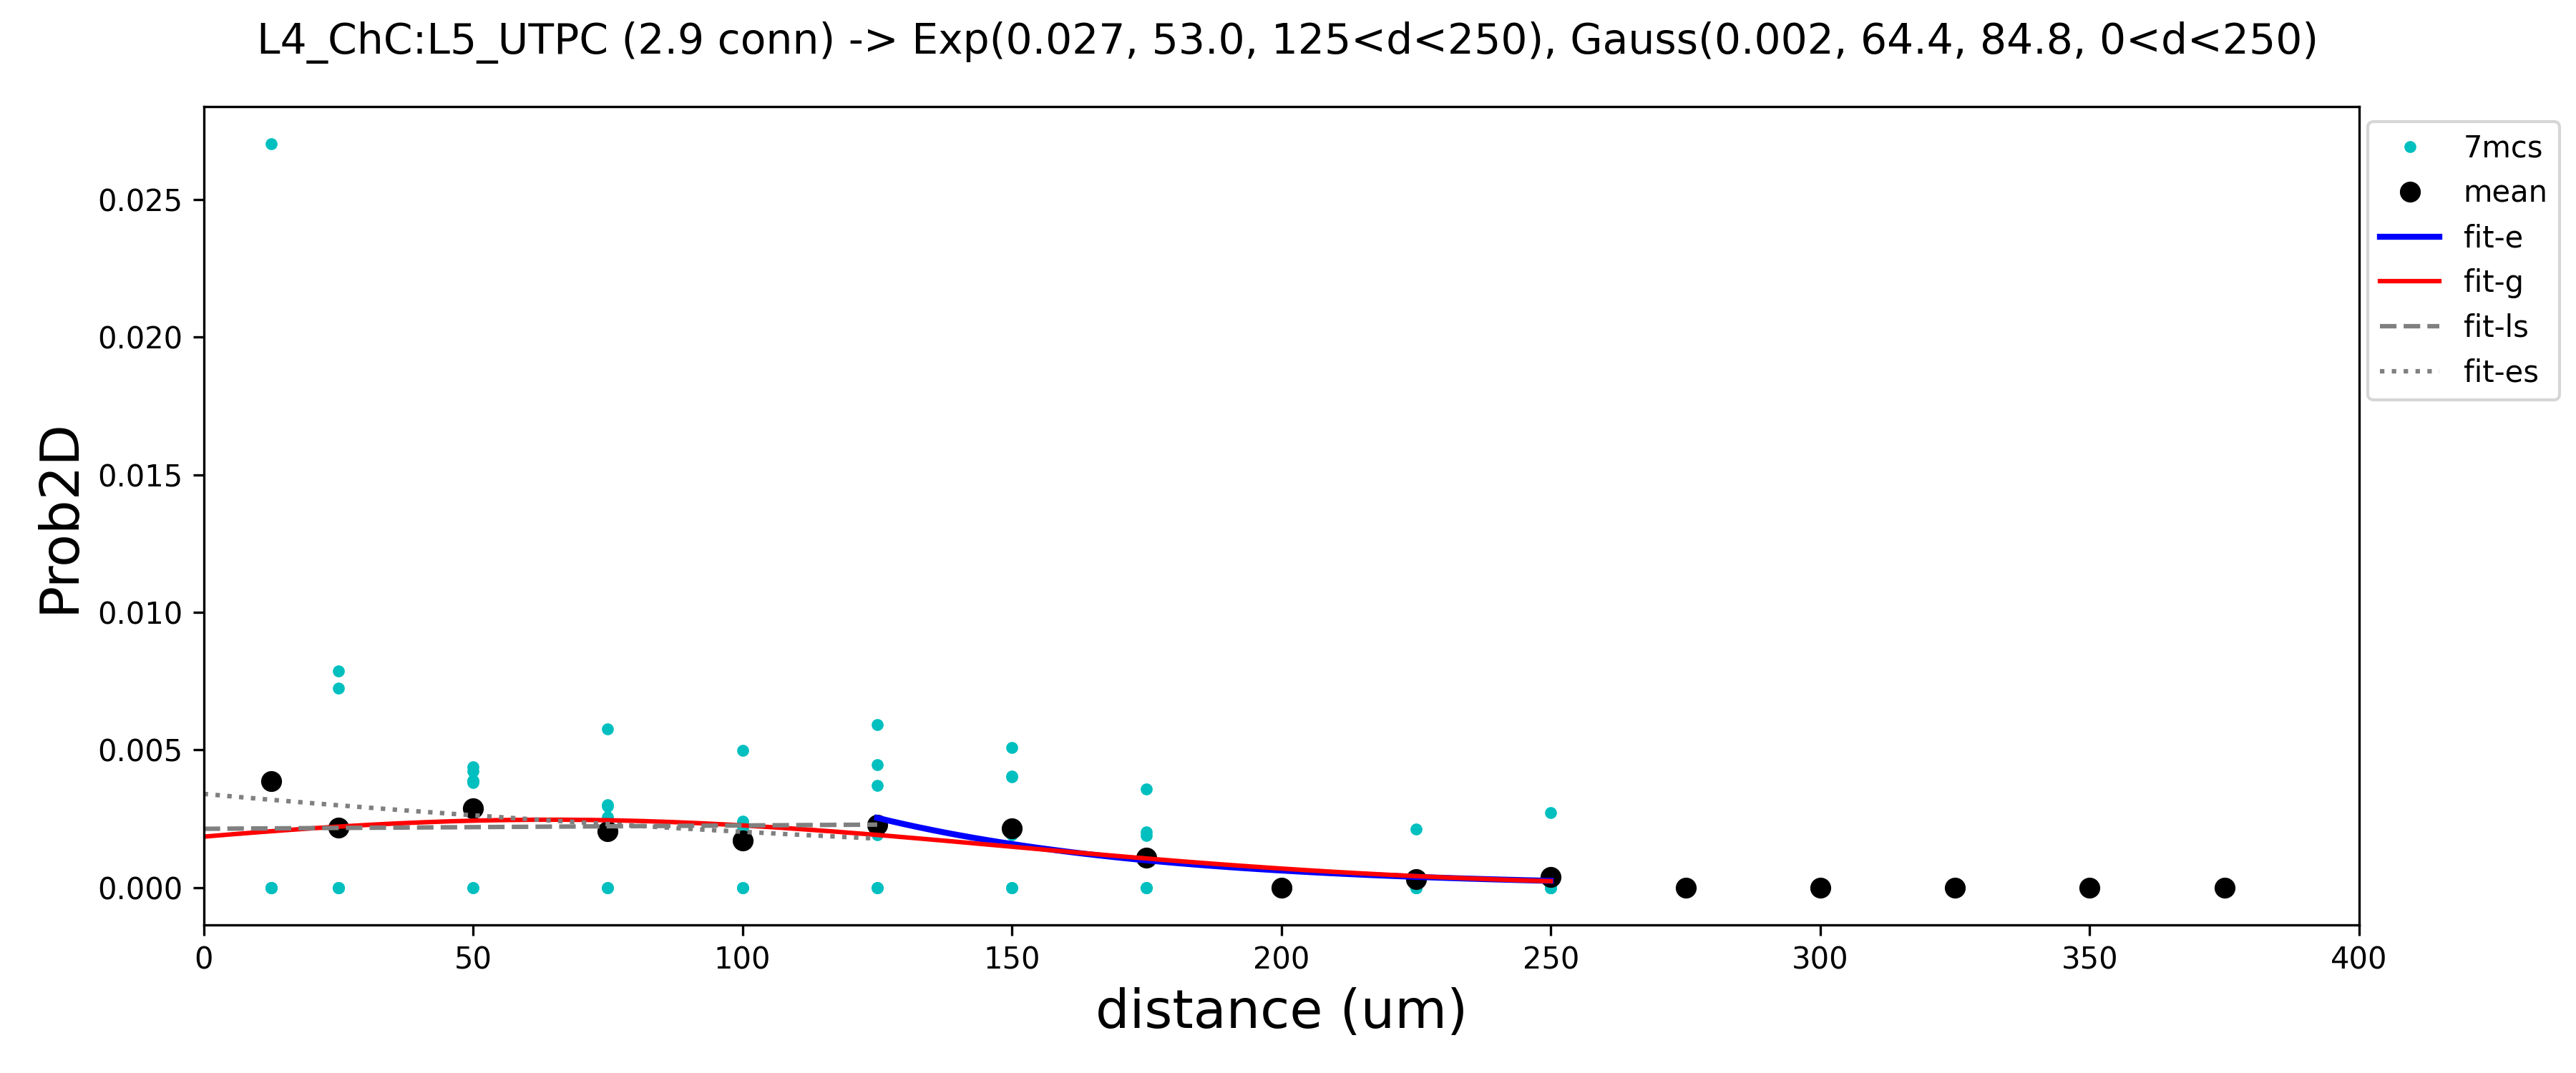 L4_ChC:L5_UTPC (2.9 conn) -> Exp(0.027, 53.0, 125<d<250), Gauss(0.002, 64.4, 84.8, 0<d<250)
7mcs
mean
fit-e
fit-g
fit-ls
fit-es
Prob2D
0.025
0.020
0.015
0.010
0.005
0.000
0 50 100 150 200 250 300 350 400
distance (um)